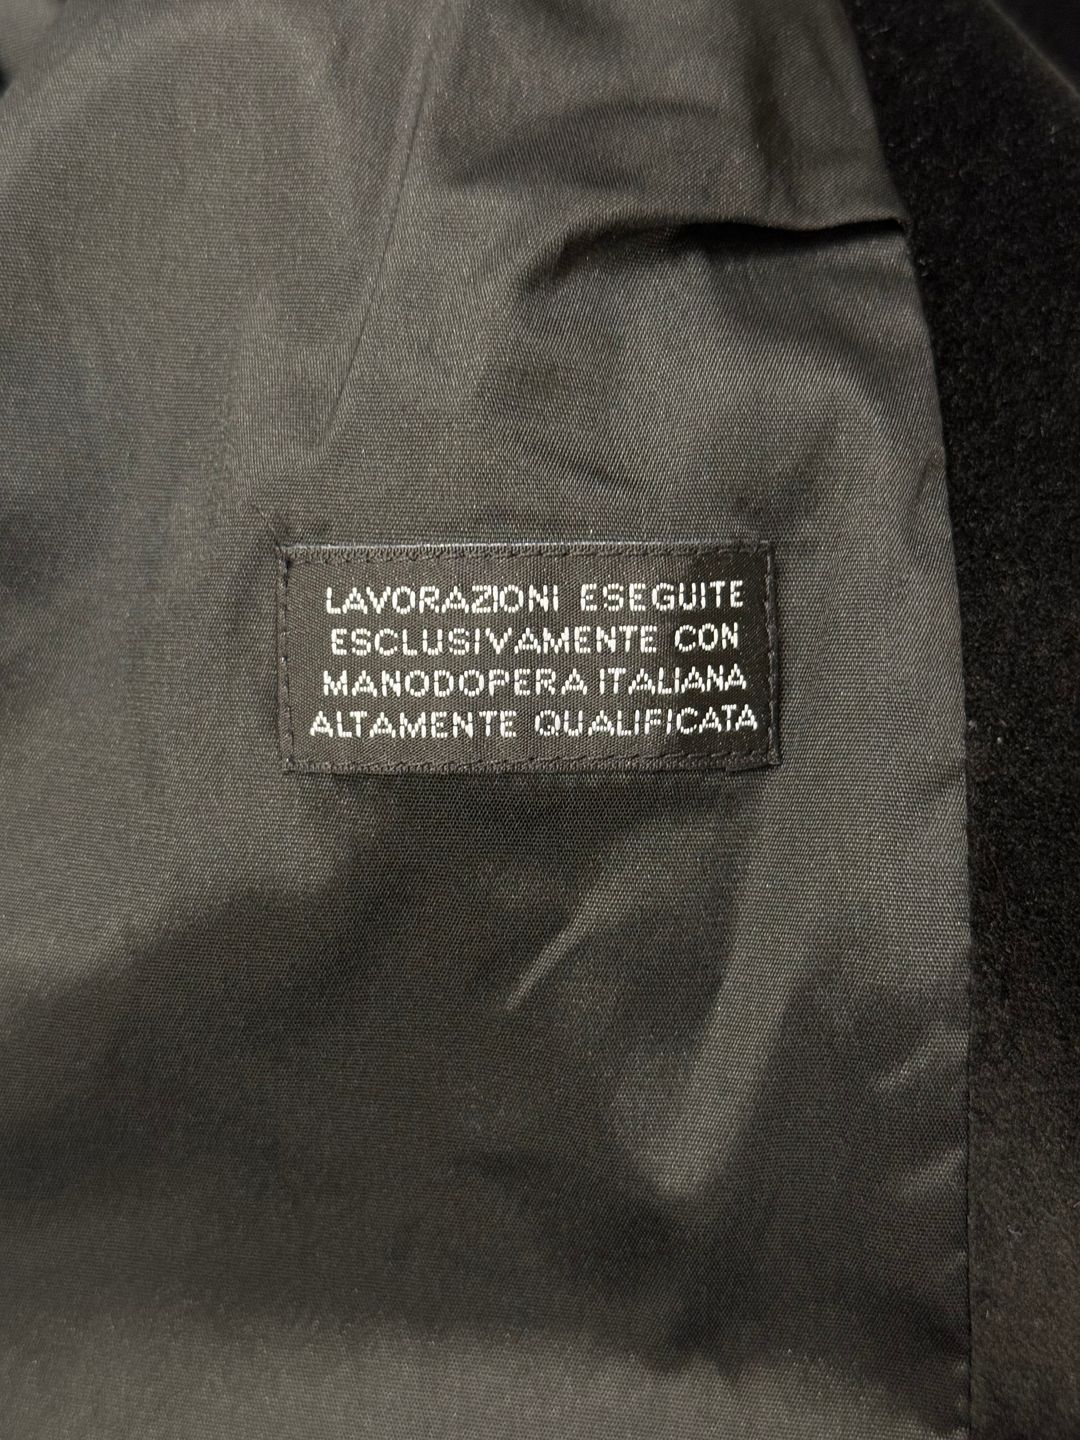 LAVORAZIONI ESEGUITE
ESCLUSIVAMENTE CON
MANODOPERA ITALIANA
ALTAMENTE QUALIFICATA